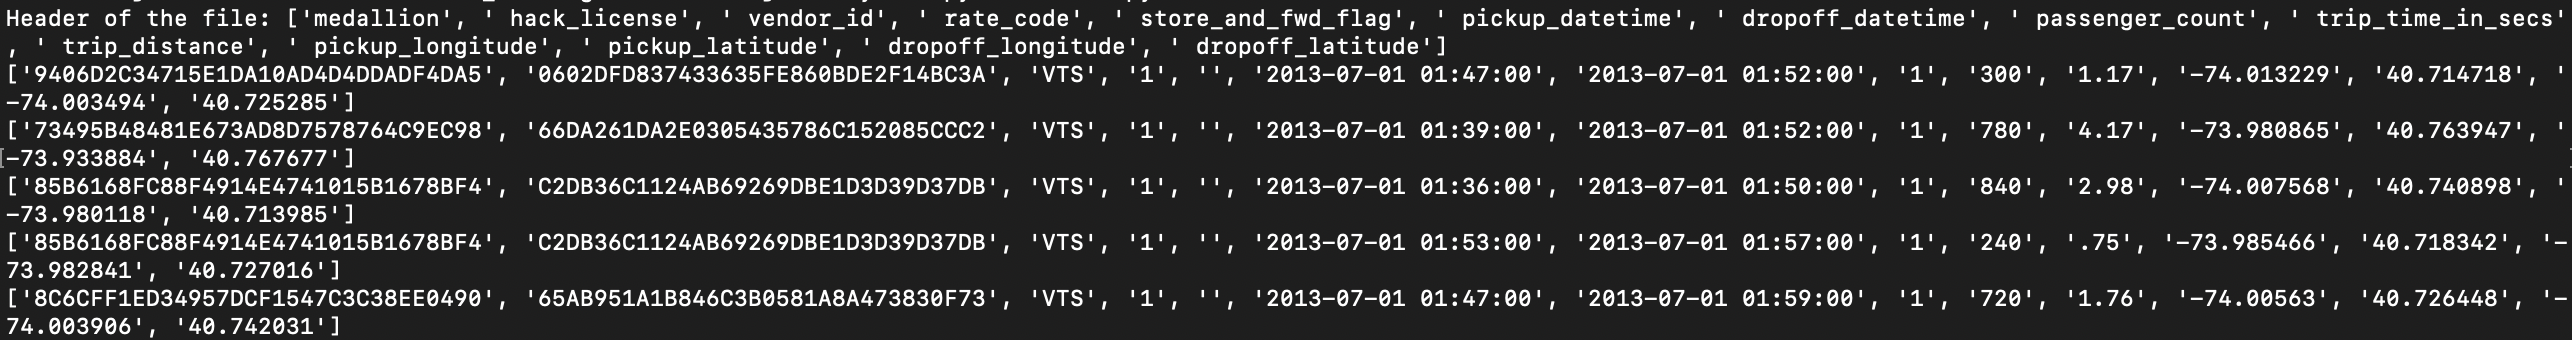 Header of the file: ['medallion', ' hack_license', ' vendor_id', ' rate_code', ' store_and_fwd_flag', ' pickup_datetime', ' dropoff_datetime', ' passenger_count', ' trip_time_in_secs'
, ' trip_distance', ' pickup_longitude', ' pickup_latitude', ' dropoff_longitude', ' dropoff_latitude']
['9406D2C34715E1DA10AD4D4DDADF4DA5', '0602DFD837433635FE860BDE2F14BC3A', 'VTS', '1', '', '2013-07-01 01:47:00', '2013-07-01 01:52:00', '1', '300', '1.17', '-74.013229', '40.714718', '
-74.003494', '40.725285']
['73495B48481E673AD8D7578764C9EC98', '66DA261DA2E0305435786C152085CCC2', 'VTS', '1', '', '2013-07-01 01:39:00', '2013-07-01 01:52:00', '1', '780', '4.17', '-73.980865', '40.763947', '
-73.933884', '40.767677']
['85B6168FC88F4914E4741015B1678BF4', 'C2DB36C1124AB69269DBE1D3D39D37DB', 'VTS', '1', '', '2013-07-01 01:36:00', '2013-07-01 01:50:00', '1', '840', '2.98', '-74.007568', '40.740898', '
-73.980118', '40.713985']
['85B6168FC88F4914E4741015B1678BF4', 'C2DB36C1124AB69269DBE1D3D39D37DB', 'VTS', '1', '', '2013-07-01 01:53:00', '2013-07-01 01:57:00', '1', '240', '.75', '-73.985466', '40.718342', '-
73.982841', '40.727016']
['8C6CFF1ED34957DCF1547C3C38EE0490', '65AB951A1B846C3B0581A8A473830F73', 'VTS', '1', '', '2013-07-01 01:47:00', '2013-07-01 01:59:00', '1', '720', '1.76', '-74.00563', '40.726448', '-
74.003906', '40.742031']